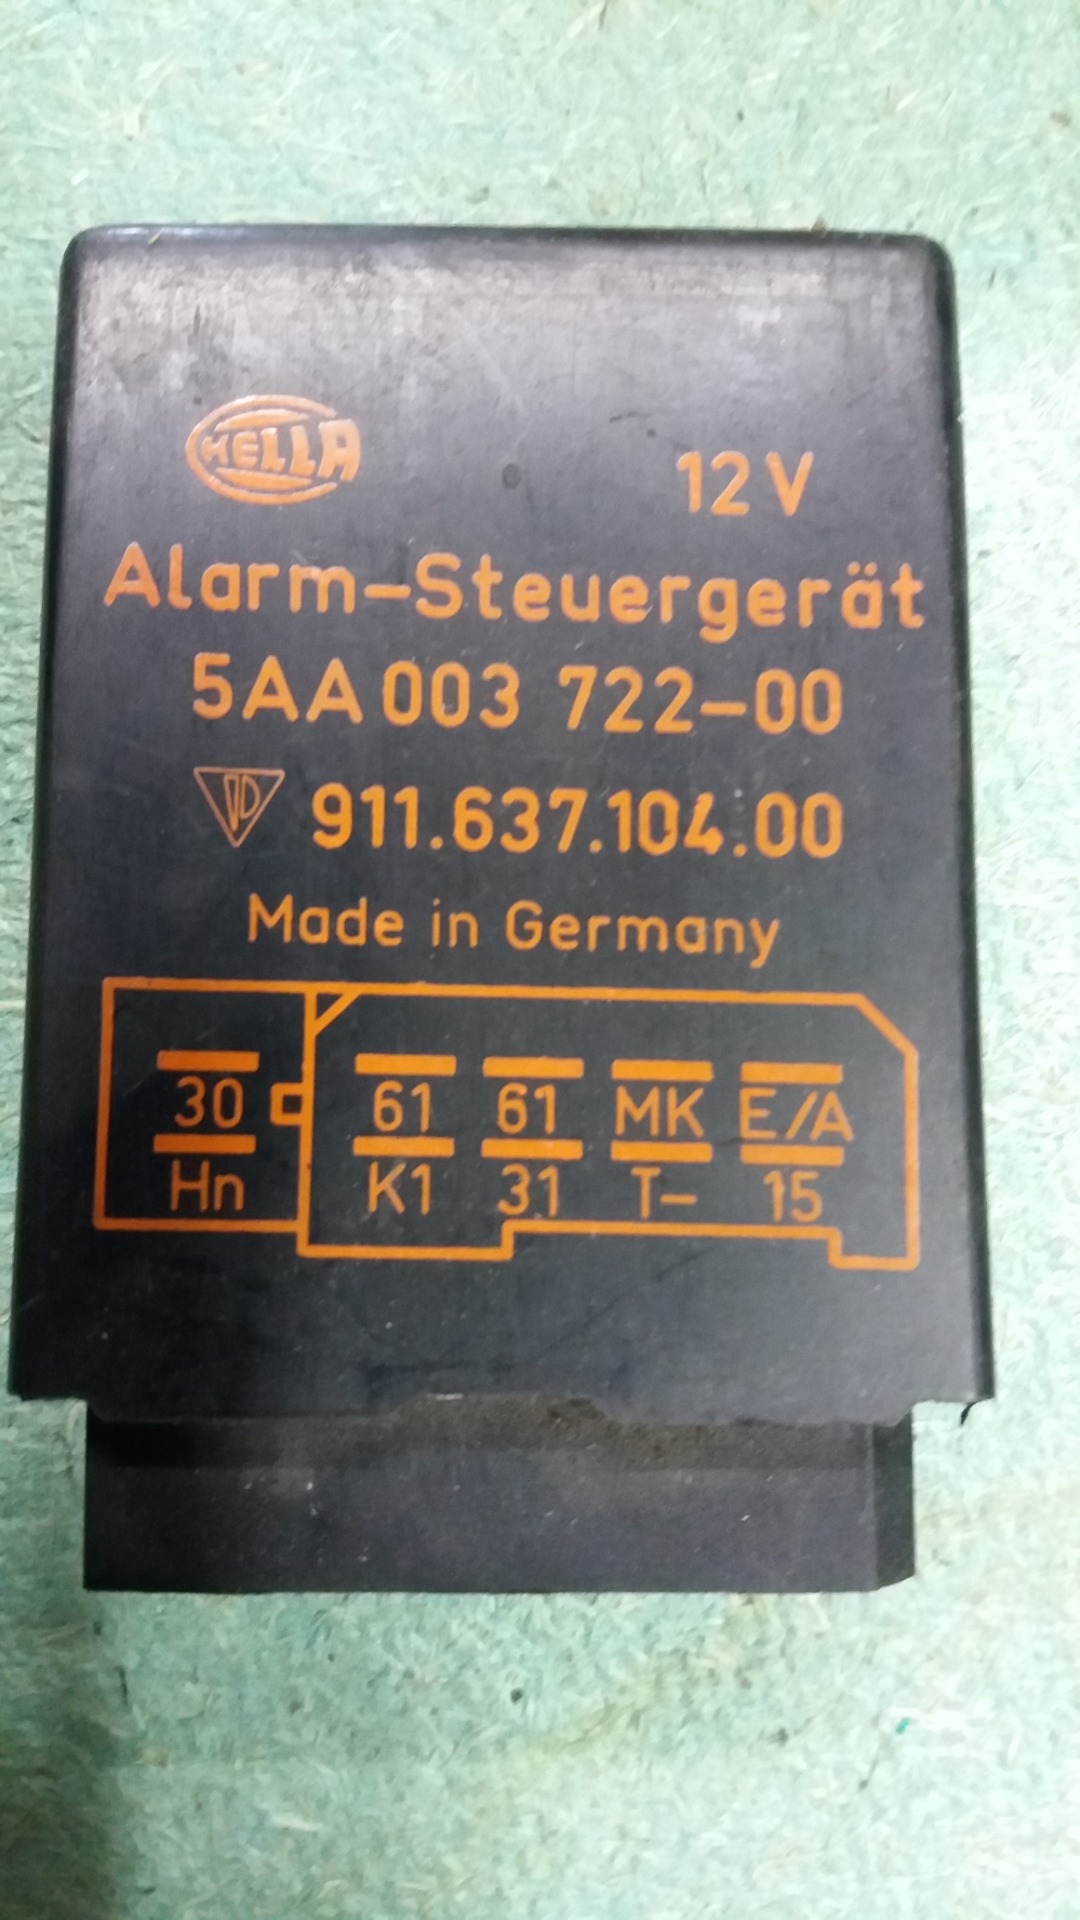 HELLA
12V
Alarm-Steuergerät
5AA 003 722-00
911.637.104.00
Made in Germany
30 61 61 MK E/A
Hn K1 31 T- 15